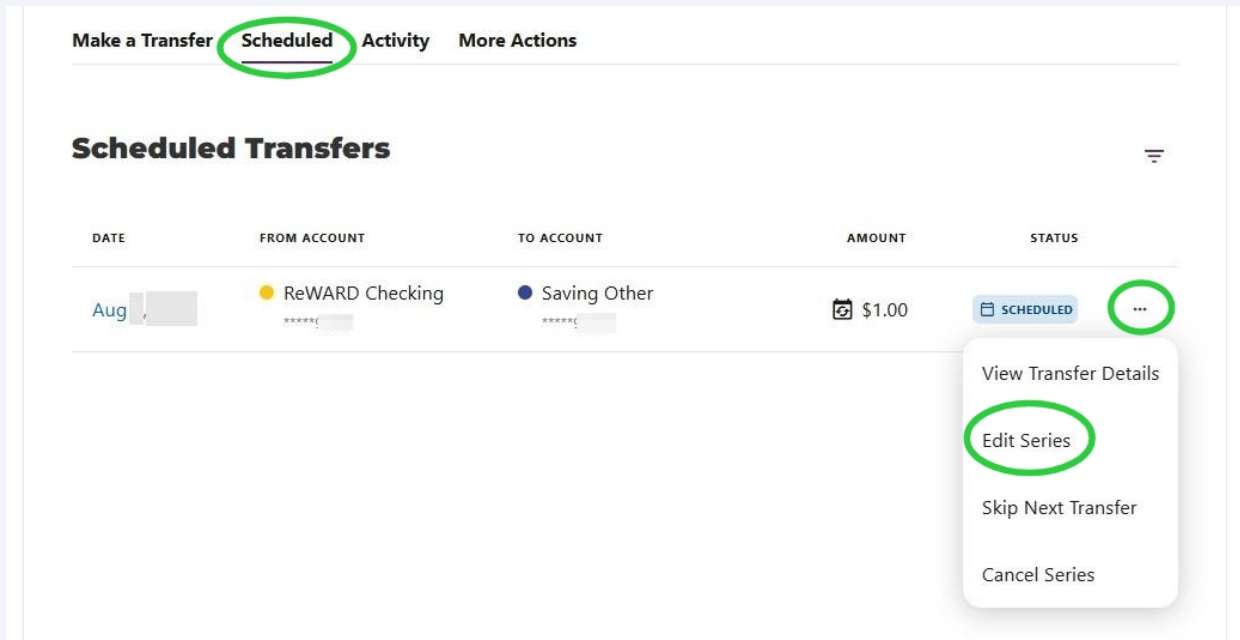 Make a Transfer Scheduled Activity More Actions
Scheduled Transfers
DATE FROM ACCOUNT TO ACCOUNT AMOUNT STATUS
Aug , ReWARD Checking Saving Other $1.00 SCHEDULED ...
***** *****
View Transfer Details
Edit Series
Skip Next Transfer
Cancel Series